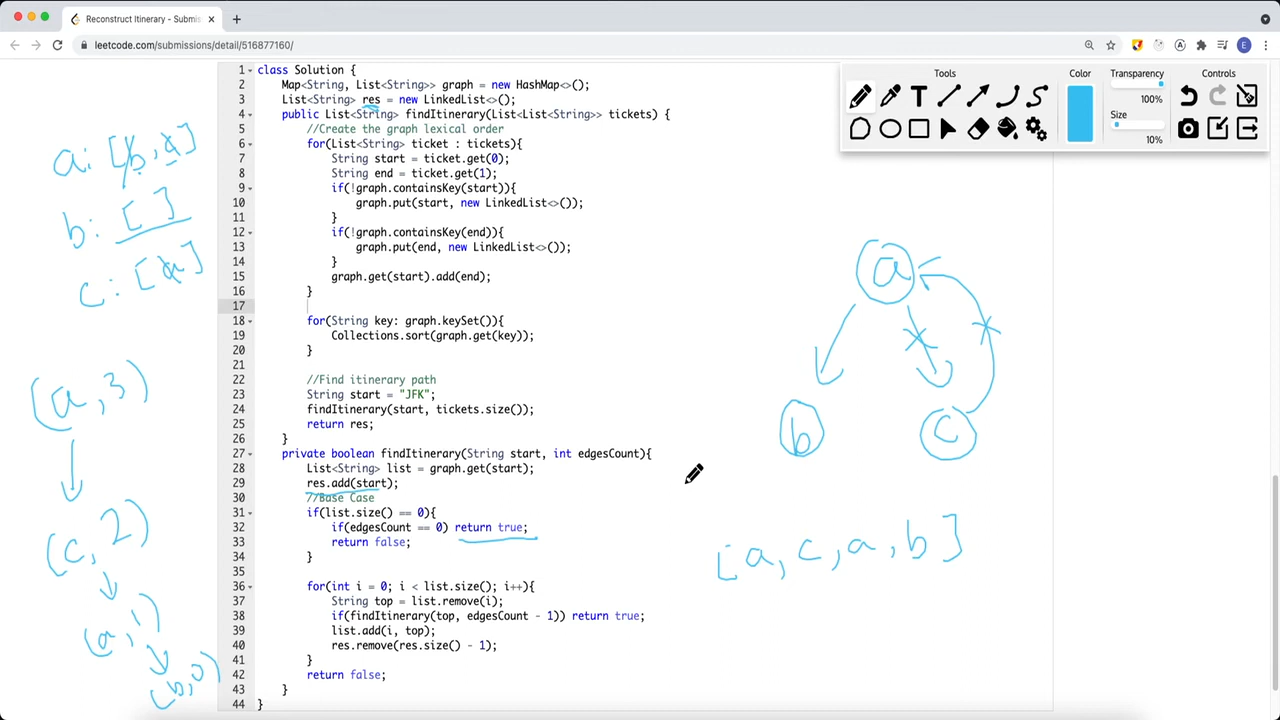 Reconstruct Itinerary - Submis
leetcode.com/submissions/detail/516877160/
E
Tools
Color
Transparency
Controls
100%
Size
10%
1 class Solution {
2 Map<String, List<String>> graph = new HashMap<>();
3 List<String> res = new LinkedList<>();
4 public List<String> findItinerary(List<List<String>> tickets) {
5 //Create the graph lexical order
6 for(List<String> ticket : tickets){
7 String start = ticket.get(0);
8 String end = ticket.get(1);
9 if(!graph.containsKey(start)){
10 graph.put(start, new LinkedList<>());
11 }
12 if(!graph.containsKey(end)){
13 graph.put(end, new LinkedList<>());
14 }
15 graph.get(start).add(end);
16 }
17
18 for(String key: graph.keySet()){
19 Collections.sort(graph.get(key));
20 }
21
22 //Find itinerary path
23 String start = "JFK";
24 findItinerary(start, tickets.size());
25 return res;
26 }
27 private boolean findItinerary(String start, int edgesCount){
28 List<String> list = graph.get(start);
29 res.add(start);
30 //Base Case
31 if(list.size() == 0){
32 if(edgesCount == 0) return true;
33 return false;
34 }
35
36 for(int i = 0; i < list.size(); i++){
37 String top = list.remove(i);
38 if(findItinerary(top, edgesCount - 1)) return true;
39 list.add(i, top);
40 res.remove(res.size() - 1);
41 }
42 return false;
43 }
44 }
a: [b, ]
b: [ ]
c: [a]
(a,3)
(c,2)
(a,1)
(b,0)
a
b
c
[a, c, a, b]